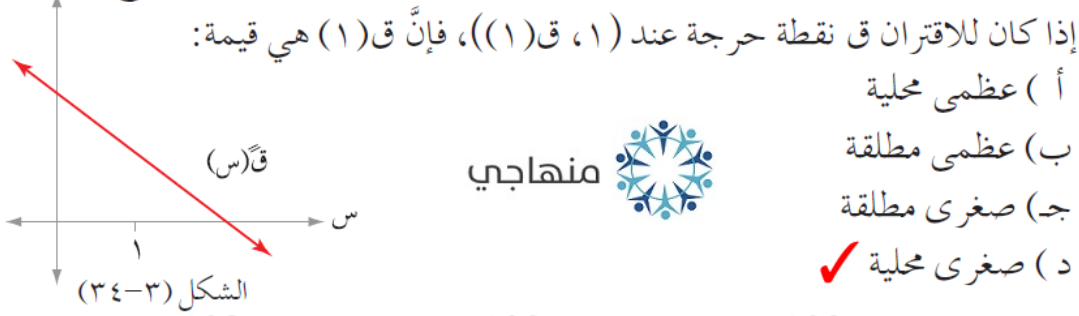 إذا كان للاقتران ق نقطة حرجة عند (١، ق(١))، فإنَّ ق(١) هي قيمة:
أ ) عظمى محلية
ب) عظمى مطلقة
جـ) صغرى مطلقة
د ) صغرى محلية
منهاجي
قً(س)
س
١
الشكل (٣-٣٤)